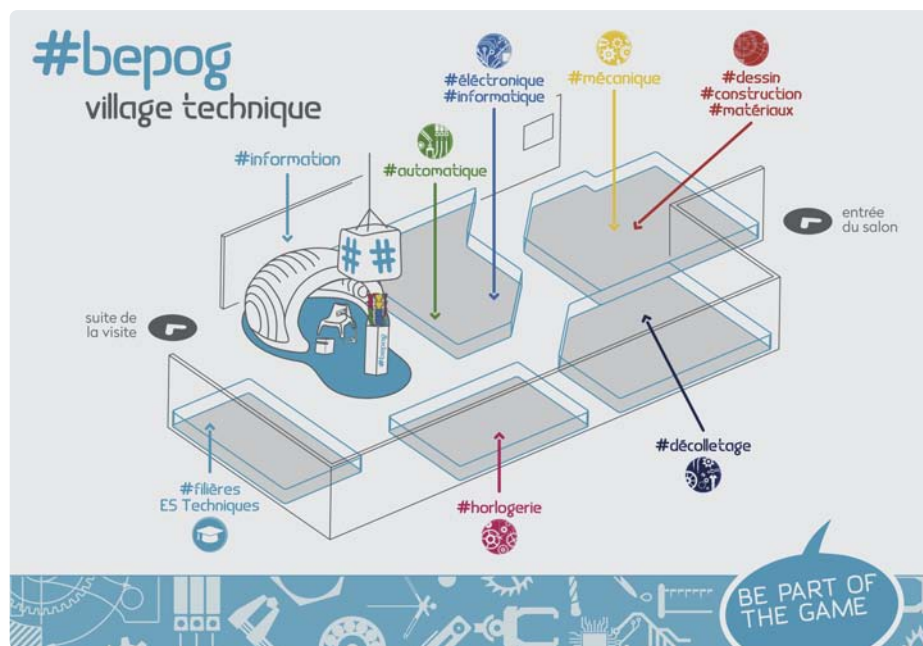 #bepog
village technique
#information
#automatique
#éléctronique
#informatique
#mécanique
#dessin
#construction
#matériaux
entrée
du salon
suite de
la visite
# #
#bepog
#filières
ES Techniques
#horlogerie
#décolletage
BE PART OF
THE GAME